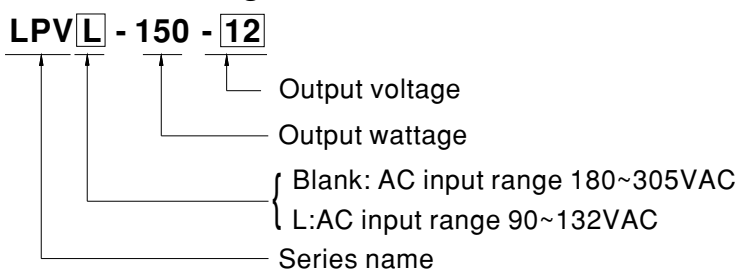 LPVL - 150 - 12
Output voltage
Output wattage
Blank: AC input range 180~305VAC
L:AC input range 90~132VAC
Series name